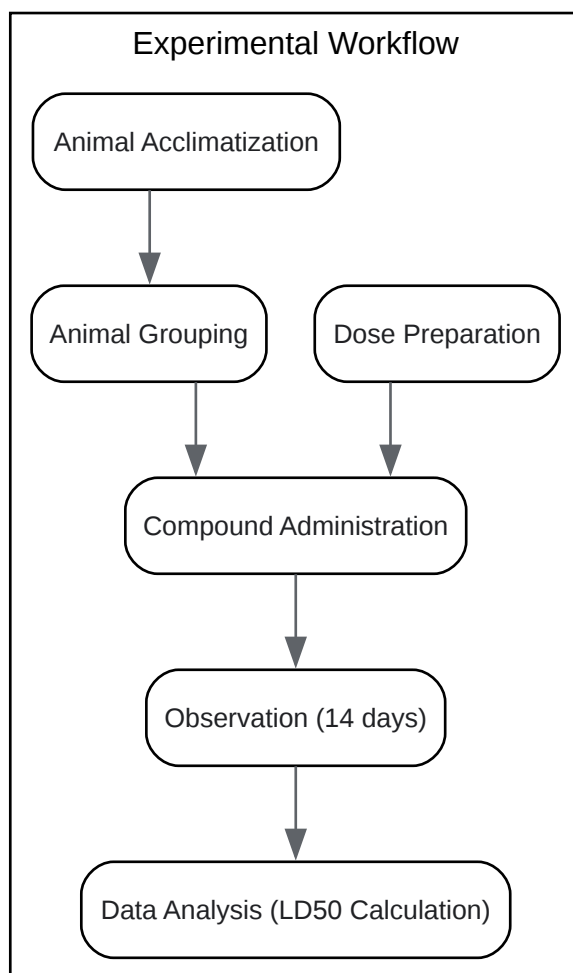 Experimental Workflow
Animal Acclimatization
Animal Grouping
Dose Preparation
Compound Administration
Observation (14 days)
Data Analysis (LD50 Calculation)